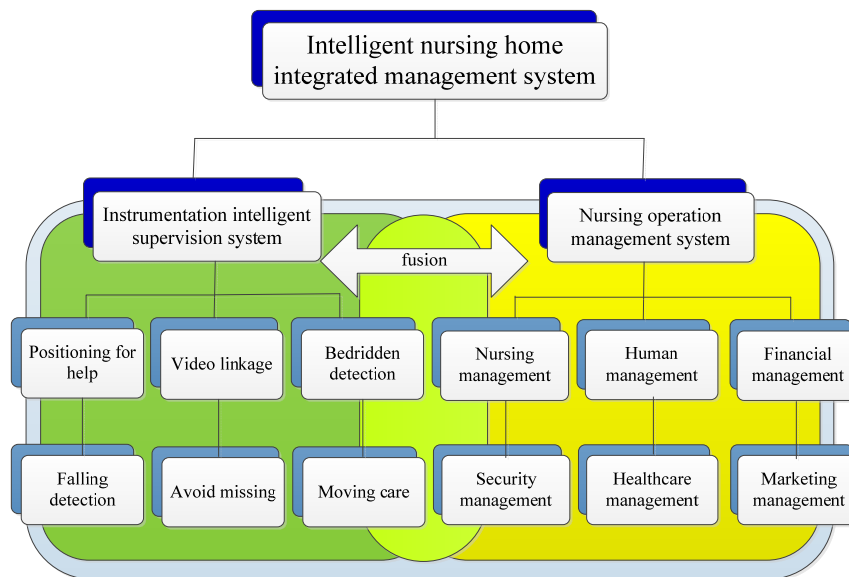 Intelligent nursing home
integrated management system
Instrumentation intelligent
supervision system
Nursing operation
management system
fusion
Positioning for
help
Video linkage
Bedridden
detection
Nursing
management
Human
management
Financial
management
Falling
detection
Avoid missing
Moving care
Security
management
Healthcare
management
Marketing
management